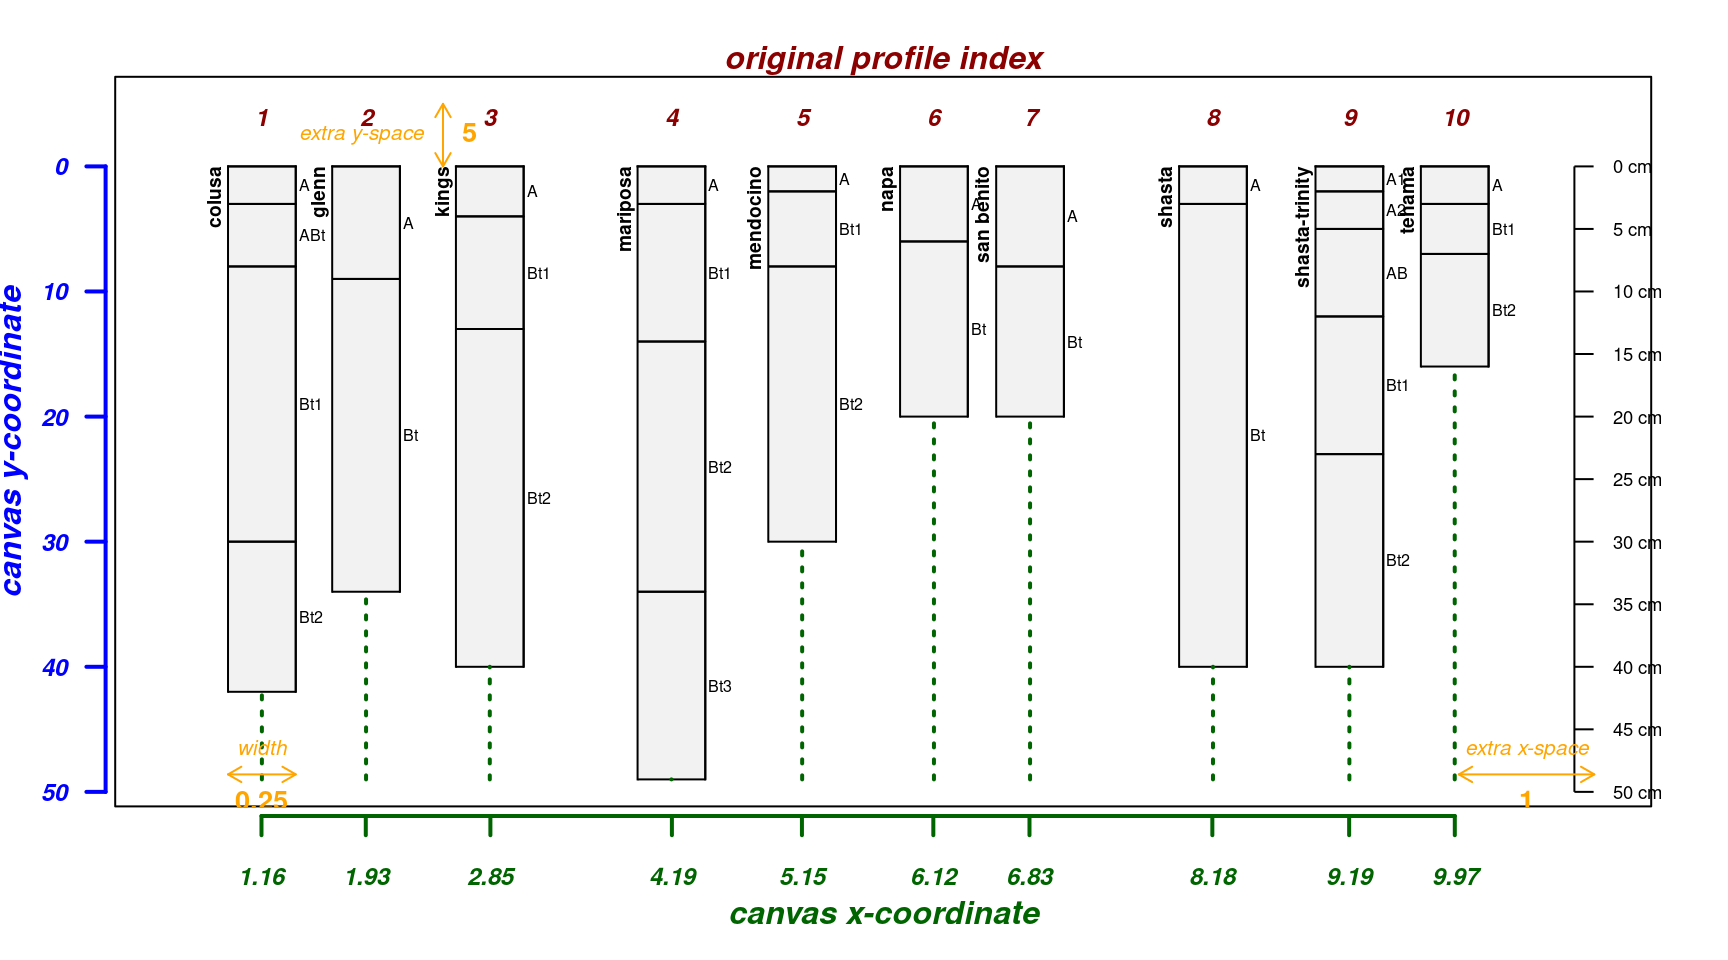 original profile index
1 2 3 4 5 6 7 8 9 10
extra y-space 5
canvas y-coordinate
0
10
20
30
40
50
colusa
A
ABt
Bt1
Bt2
glenn
A
Bt
kings
A
Bt1
Bt2
mariposa
A
Bt1
Bt2
Bt3
mendocino
A
Bt1
Bt2
napa
A
Bt
san benito
A
Bt
shasta
A
Bt
shasta-trinity
A1
A2
AB
Bt1
Bt2
tehama
A
Bt1
Bt2
0 cm
5 cm
10 cm
15 cm
20 cm
25 cm
30 cm
35 cm
40 cm
45 cm
50 cm
width
0.25
extra x-space
1
1.16 1.93 2.85 4.19 5.15 6.12 6.83 8.18 9.19 9.97
canvas x-coordinate